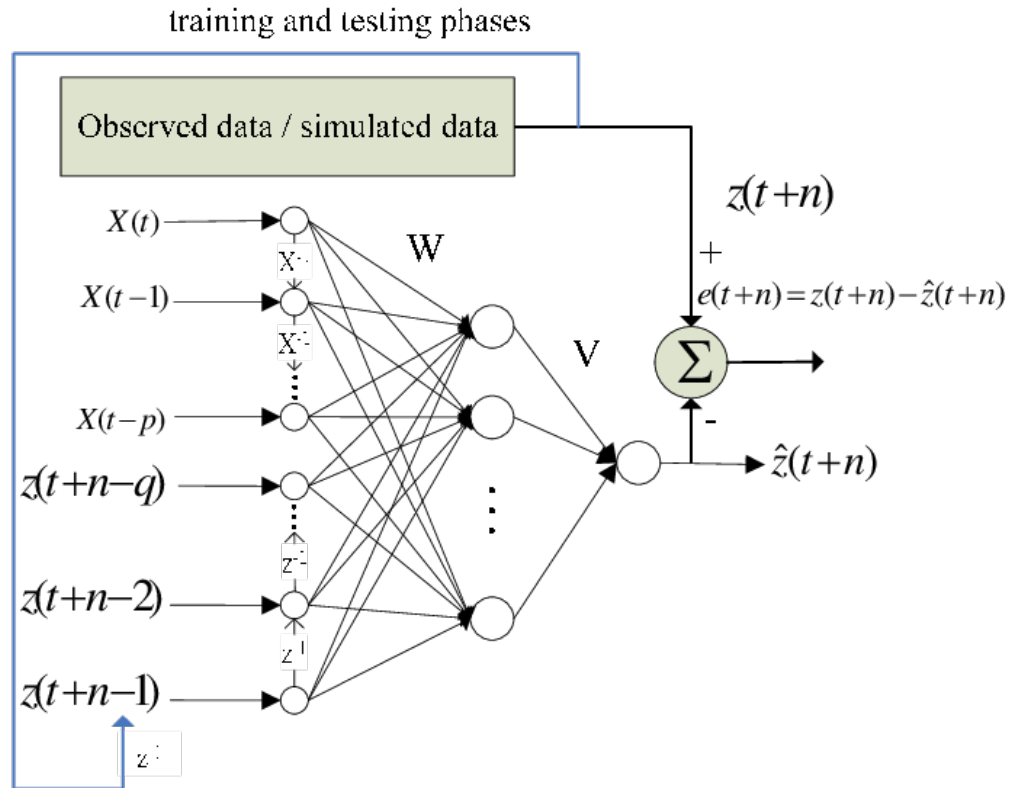 training and testing phases
Observed data / simulated data
X(t)
W
z(t+n)
+
X(t−1)
e(t+n)=z(t+n)−ẑ(t+n)
V
Σ
X(t−p)
-
ẑ(t+n)
z(t+n−q)
z(t+n−2)
z(t+n−1)